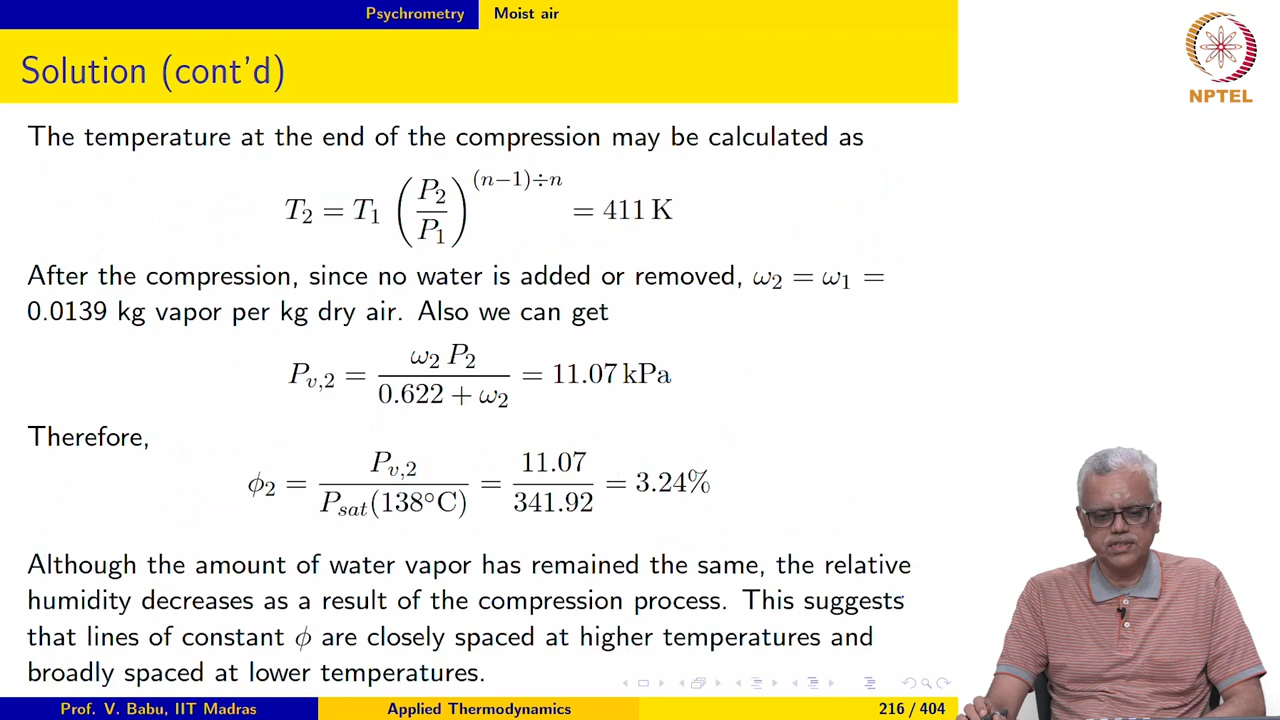 Psychrometry Moist air
Solution (cont'd)
NPTEL
The temperature at the end of the compression may be calculated as
T₂ = T₁ (P₂/P₁)^((n−1)÷n) = 411 K
After the compression, since no water is added or removed, ω₂ = ω₁ =
0.0139 kg vapor per kg dry air. Also we can get
Pᵥ,₂ = ω₂ P₂ / (0.622 + ω₂) = 11.07 kPa
Therefore,
ϕ₂ = Pᵥ,₂ / P_sat(138°C) = 11.07 / 341.92 = 3.24%
Although the amount of water vapor has remained the same, the relative
humidity decreases as a result of the compression process. This suggests
that lines of constant ϕ are closely spaced at higher temperatures and
broadly spaced at lower temperatures.
Prof. V. Babu, IIT Madras Applied Thermodynamics 216 / 404